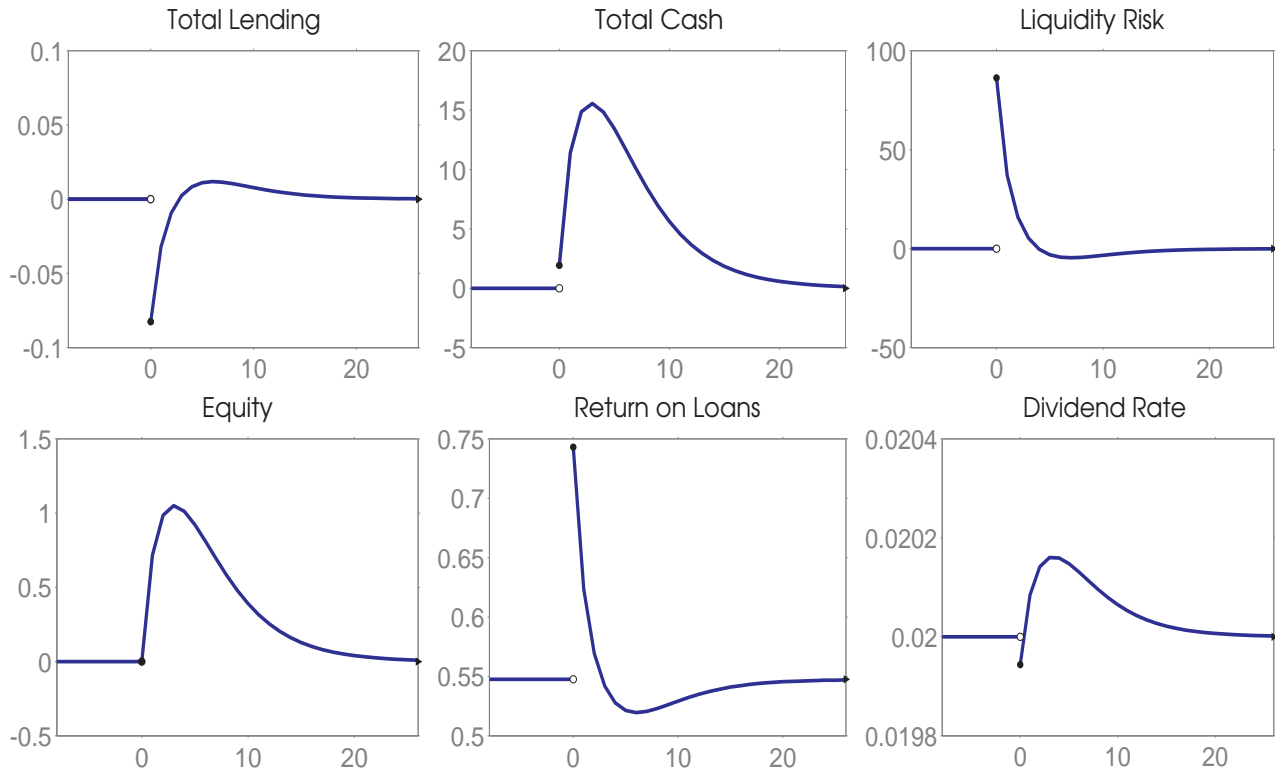 Total Lending
0.1
0.05
0
-0.05
-0.1
0 10 20
Total Cash
20
15
10
5
0
-5
0 10 20
Liquidity Risk
100
50
0
-50
0 10 20
Equity
1.5
1
0.5
0
-0.5
0 10 20
Return on Loans
0.75
0.7
0.65
0.6
0.55
0.5
0 10 20
Dividend Rate
0.0204
0.0202
0.02
0.0198
0 10 20